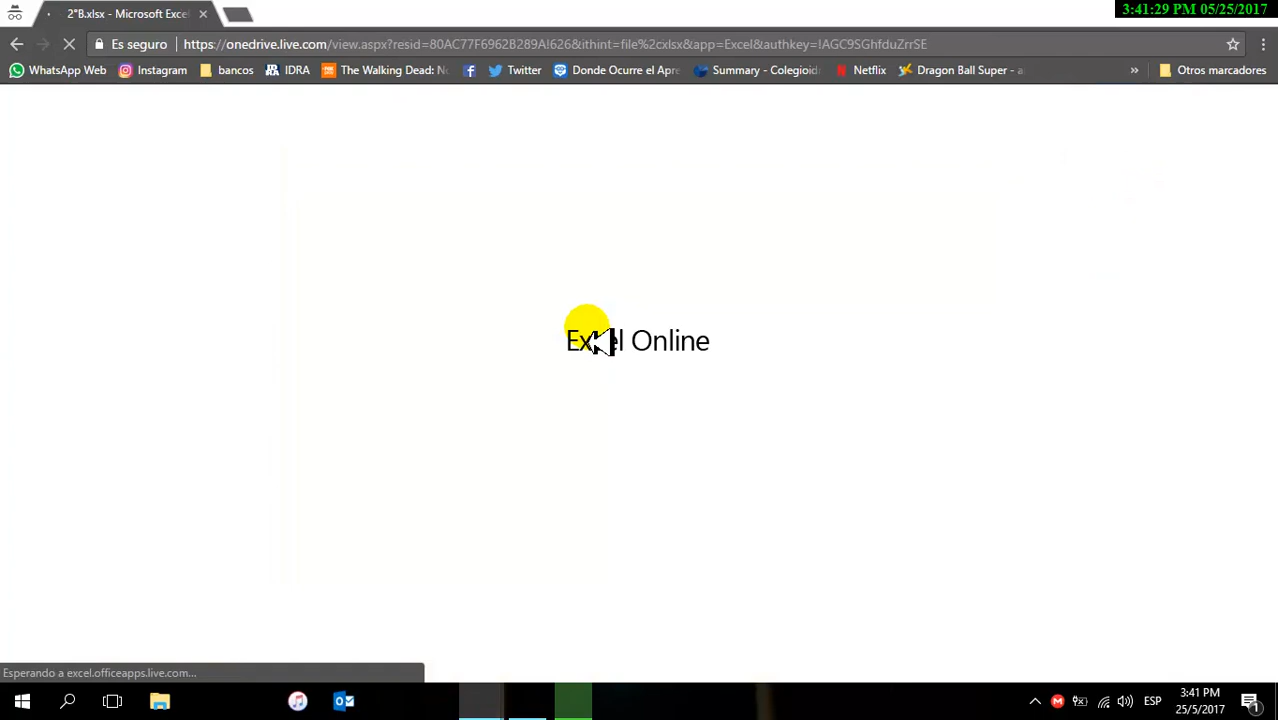 3:41:29 PM 05/25/2017
2°B.xlsx - Microsoft Excel
Es seguro https://onedrive.live.com/view.aspx?resid=80AC77F6962B289A!626&ithint=file%2cxlsx&app=Excel&authkey=!AGC9SGhfduZrrSE
WhatsApp Web Instagram bancos IDRA The Walking Dead: N Twitter Donde Ocurre el Apre Summary - Colegioid Netflix Dragon Ball Super - a » Otros marcadores
Excel Online
Esperando a excel.officeapps.live.com...
ESP
3:41 PM
25/5/2017
1